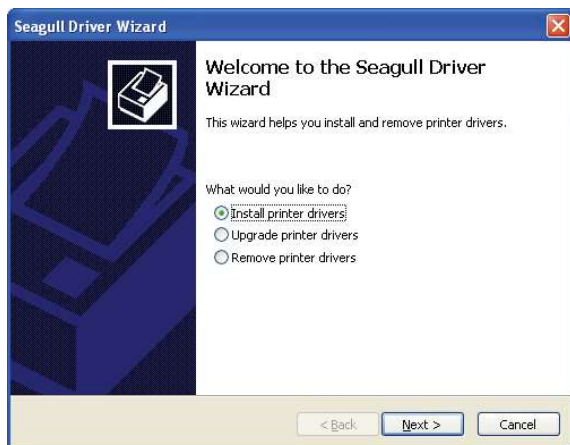 Seagull Driver Wizard
Welcome to the Seagull Driver
Wizard
This wizard helps you install and remove printer drivers.
What would you like to do?
Install printer drivers
Upgrade printer drivers
Remove printer drivers
< Back Next > Cancel